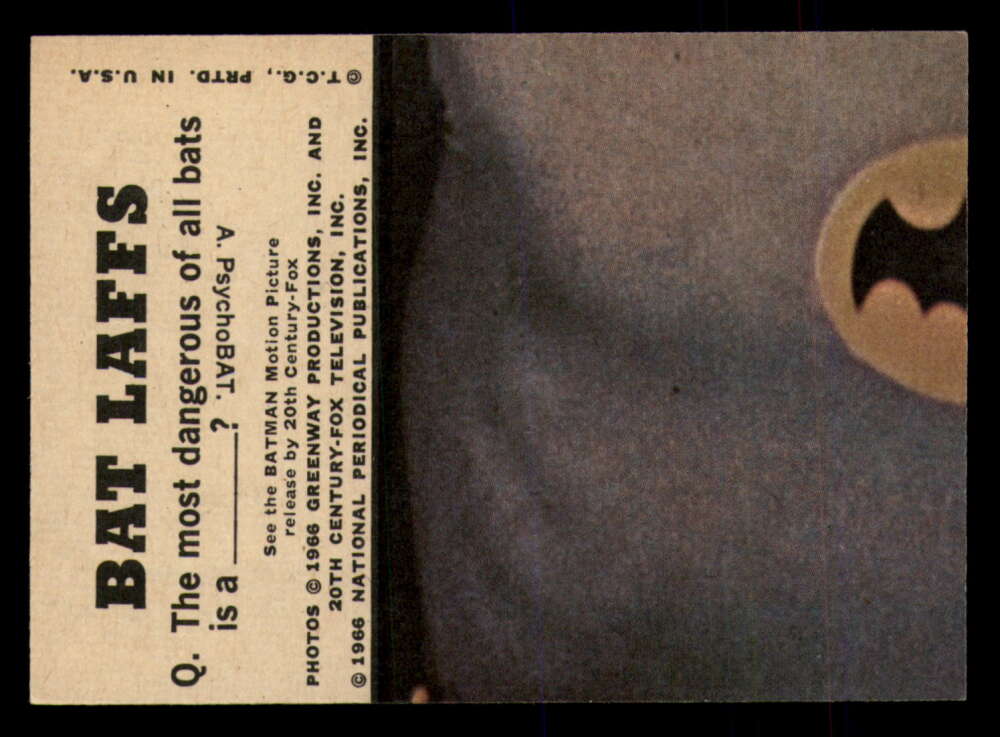 BAT LAFFS
Q. The most dangerous of all bats
is a ________?
A. PsychoBAT.
See the BATMAN Motion Picture
release by 20th Century-Fox
PHOTOS © 1966 GREENWAY PRODUCTIONS, INC. AND
20TH CENTURY-FOX TELEVISION, INC.
© 1966 NATIONAL PERIODICAL PUBLICATIONS, INC.
© T.C.G., PRTD. IN U.S.A.